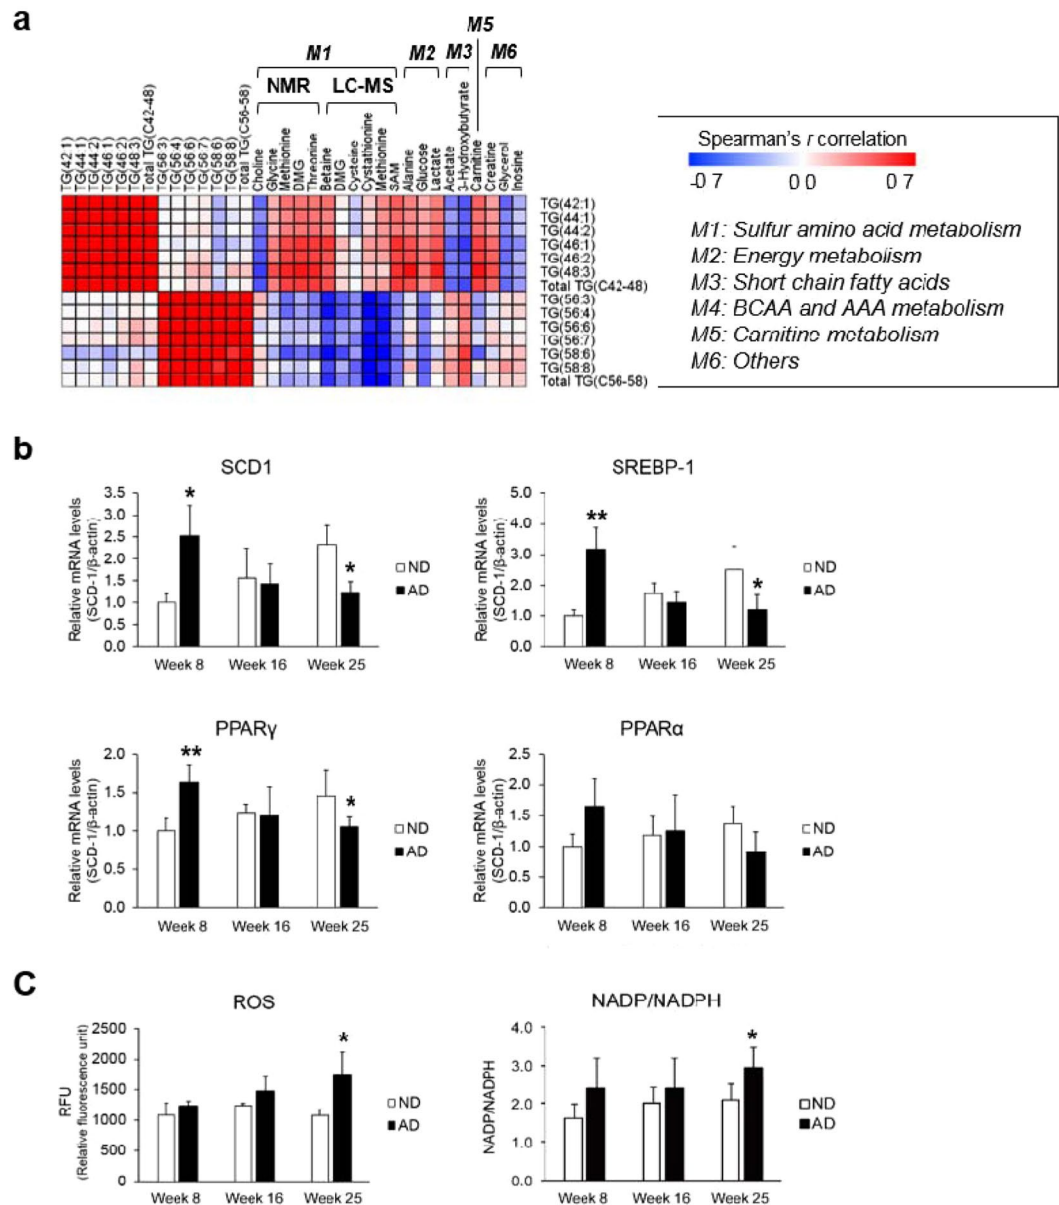 a
M5
M1 M2 M3 M6
NMR LC-MS
TG(42:1)
TG(44:1)
TG(44:2)
TG(46:1)
TG(46:2)
TG(48:3)
Total TG(C42-48)
TG(56:3)
TG(56:4)
TG(56:6)
TG(56:7)
TG(58:6)
TG(58:8)
Total TG(C56-58)
Choline
Glycine
Methionine
DMG
Threonine
Betaine
DMG
Cysteine
Cystathionine
Methionine
SAM
Alanine
Glucose
Lactate
Acetate
3-Hydroxybutyrate
Carnitine
Creatine
Glycerol
Inosine
TG(42:1)
TG(44:1)
TG(44:2)
TG(46:1)
TG(46:2)
TG(48:3)
Total TG(C42-48)
TG(56:3)
TG(56:4)
TG(56:6)
TG(56:7)
TG(58:6)
TG(58:8)
Total TG(C56-58)
Spearman's r correlation
-0 7 0 0 0 7
M1: Sulfur amino acid metabolism
M2: Energy metabolism
M3: Short chain fatty acids
M4: BCAA and AAA metabolism
M5: Carnitine metabolism
M6: Others
b
SCD1
Relative mRNA levels
(SCD-1/β-actin)
3.5
3.0
2.5
2.0
1.5
1.0
0.5
0.0
*
*
Week 8 Week 16 Week 25
ND
AD
SREBP-1
Relative mRNA levels
(SCD-1/β-actin)
5.0
4.0
3.0
2.0
1.0
0.0
**
*
Week 8 Week 16 Week 25
ND
AD
PPARγ
Relative mRNA levels
(SCD-1/β-actin)
2.0
1.5
1.0
0.5
0.0
**
*
Week 8 Week 16 Week 25
ND
AD
PPARα
Relative mRNA levels
(SCD-1/β-actin)
2.5
2.0
1.5
1.0
0.5
0.0
Week 8 Week 16 Week 25
ND
AD
C
ROS
RFU
(Relative fluorescence unit)
2500
2000
1500
1000
500
0
*
Week 8 Week 16 Week 25
ND
AD
NADP/NADPH
NADP/NADPH
4.0
3.0
2.0
1.0
0.0
*
Week 8 Week 16 Week 25
ND
AD